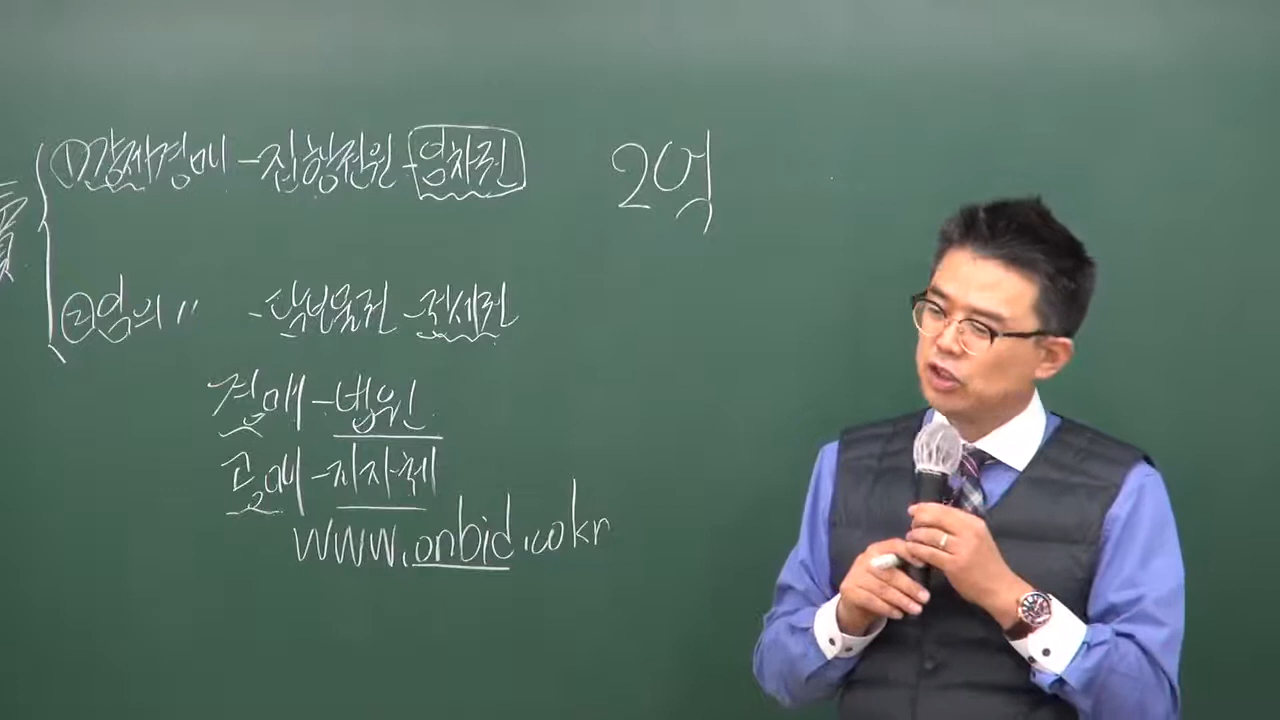 ①강제경매 - 집행권원 - 임차권
2억
②임의 〃 - 담보물권 - 전세권
경매 - 법원
공매 - 지자체
www.onbid.co.kr